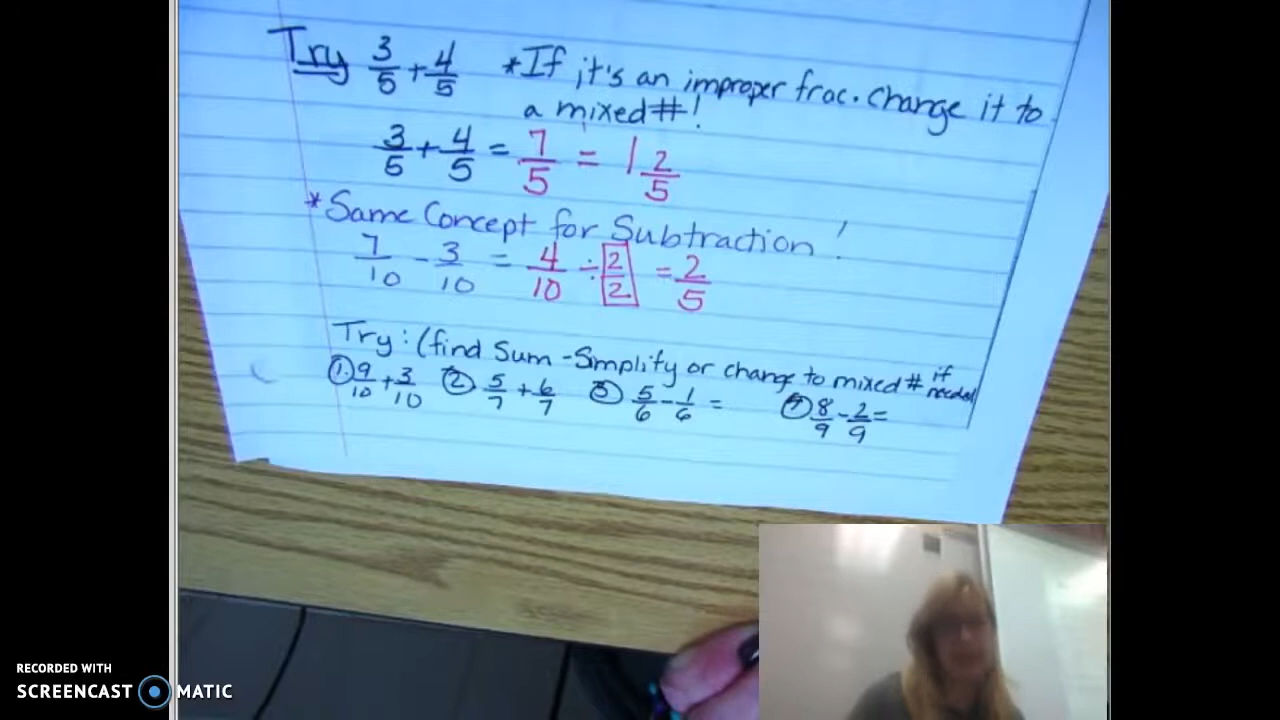 Try 3/5 + 4/5 *If it's an improper frac. change it to
a mixed #!
3/5 + 4/5 = 7/5 = 1 2/5
*Same Concept for Subtraction!
7/10 - 3/10 = 4/10 ÷ 2/2 = 2/5
Try: (find Sum - Simplify or change to mixed # if needed
① 9/10 + 3/10 ② 5/7 + 6/7 ③ 5/6 - 1/6 = ④ 8/9 - 2/9 =
RECORDED WITH
SCREENCAST MATIC